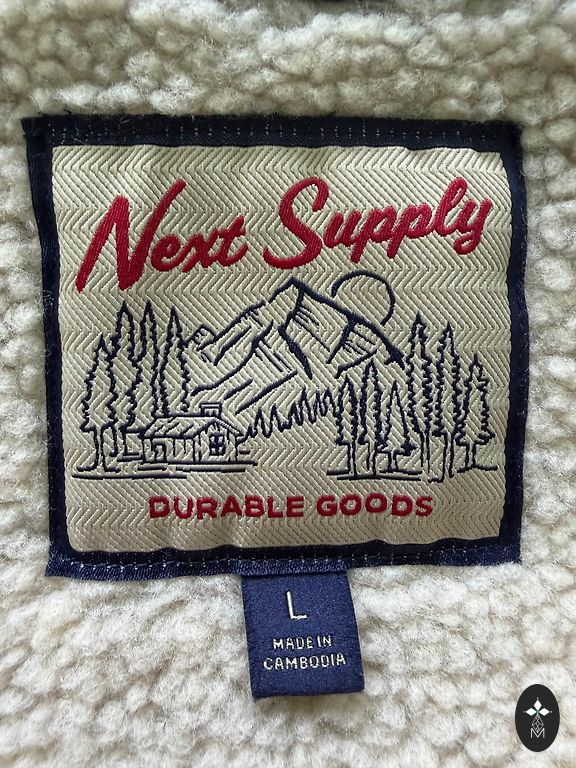 Next Supply
DURABLE GOODS
L
MADE IN
CAMBODIA
M